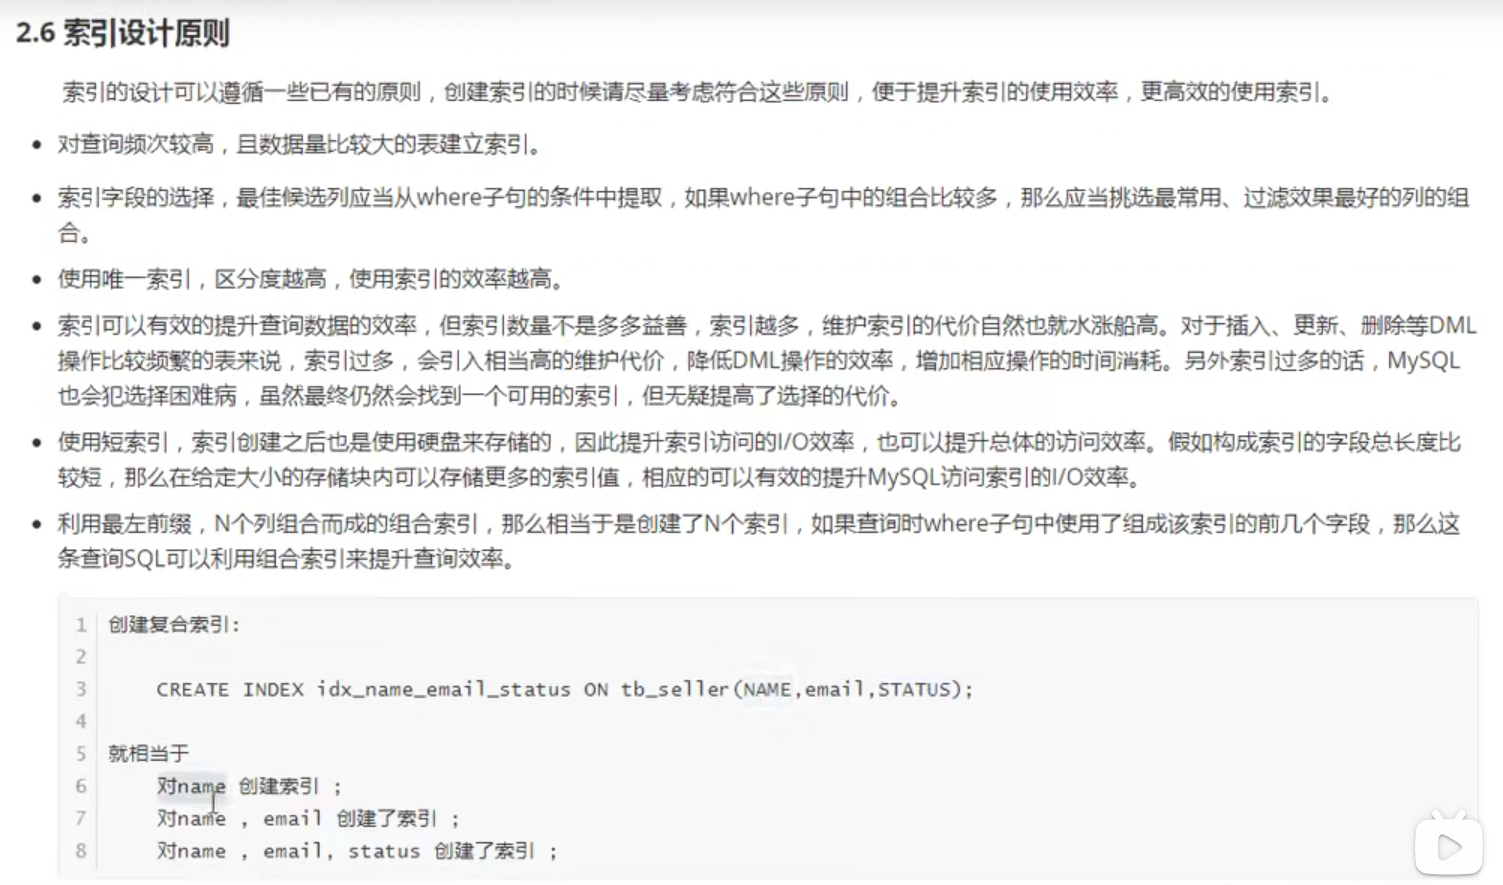 2.6 索引设计原则
索引的设计可以遵循一些已有的原则，创建索引的时候请尽量考虑符合这些原则，便于提升索引的使用效率，更高效的使用索引。
• 对查询频次较高，且数据量比较大的表建立索引。
• 索引字段的选择，最佳候选列应当从where子句的条件中提取，如果where子句中的组合比较多，那么应当挑选最常用、过滤效果最好的列的组
合。
• 使用唯一索引，区分度越高，使用索引的效率越高。
• 索引可以有效的提升查询数据的效率，但索引数量不是多多益善，索引越多，维护索引的代价自然也就水涨船高。对于插入、更新、删除等DML
操作比较频繁的表来说，索引过多，会引入相当高的维护代价，降低DML操作的效率，增加相应操作的时间消耗。另外索引过多的话，MySQL
也会犯选择困难病，虽然最终仍然会找到一个可用的索引，但无疑提高了选择的代价。
• 使用短索引，索引创建之后也是使用硬盘来存储的，因此提升索引访问的I/O效率，也可以提升总体的访问效率。假如构成索引的字段总长度比
较短，那么在给定大小的存储块内可以存储更多的索引值，相应的可以有效的提升MySQL访问索引的I/O效率。
• 利用最左前缀，N个列组合而成的组合索引，那么相当于是创建了N个索引，如果查询时where子句中使用了组成该索引的前几个字段，那么这
条查询SQL可以利用组合索引来提升查询效率。
1 创建复合索引:
2
3 CREATE INDEX idx_name_email_status ON tb_seller(NAME,email,STATUS);
4
5 就相当于
6 对name 创建索引 ;
7 对name , email 创建了索引 ;
8 对name , email, status 创建了索引 ;